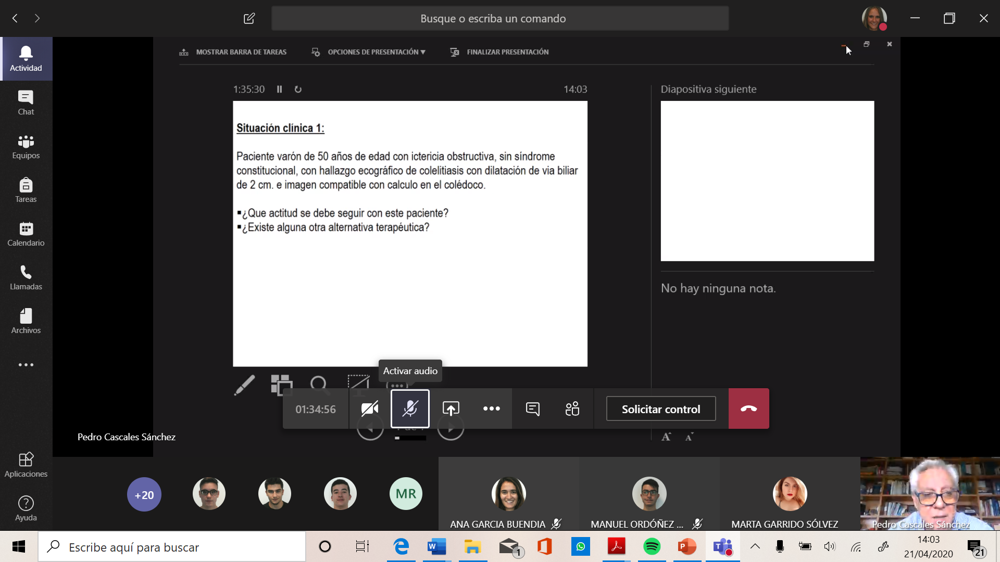 Busque o escriba un comando
Actividad
Chat
Equipos
Tareas
Calendario
Llamadas
Archivos
Aplicaciones
Ayuda
MOSTRAR BARRA DE TAREAS
OPCIONES DE PRESENTACIÓN ▼
FINALIZAR PRESENTACIÓN
1:35:30
14:03
Diapositiva siguiente
Situación clínica 1:
Paciente varón de 50 años de edad con ictericia obstructiva, sin síndrome
constitucional, con hallazgo ecográfico de colelitiasis con dilatación de via biliar
de 2 cm. e imagen compatible con calculo en el colédoco.
▪¿Que actitud se debe seguir con este paciente?
▪¿Existe alguna otra alternativa terapéutica?
No hay ninguna nota.
Activar audio
01:34:56
Solicitar control
A A
Pedro Cascales Sánchez
+20
MR
ANA GARCIA BUENDIA
MANUEL ORDÓÑEZ ...
MARTA GARRIDO SÓLVEZ
Pedro Cascales Sánchez
Escribe aquí para buscar
1
14:03
21/04/2020
21